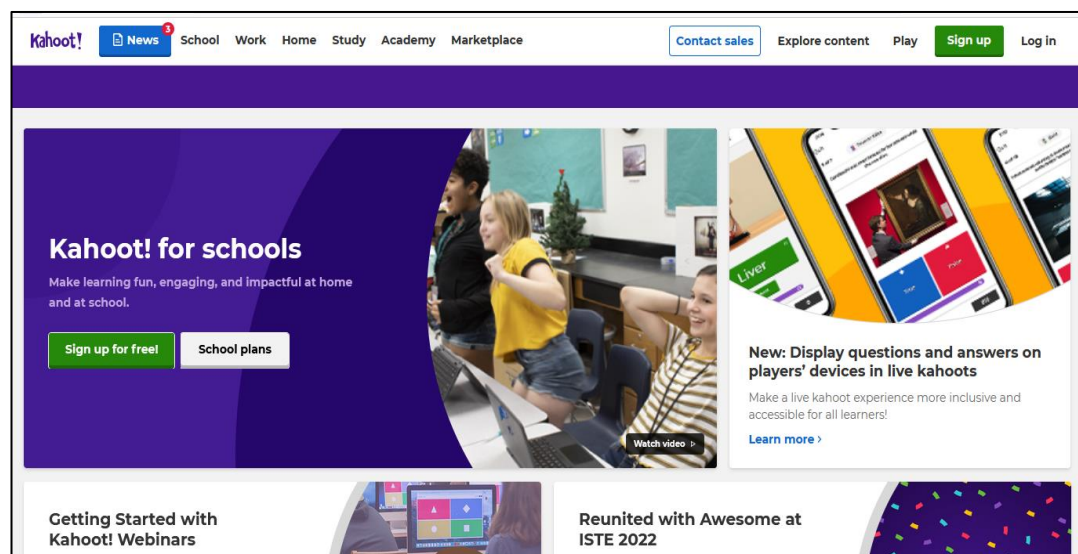 Kahoot!
News
3
School
Work
Home
Study
Academy
Marketplace
Contact sales
Explore content
Play
Sign up
Log in
Kahoot! for schools
Make learning fun, engaging, and impactful at home
and at school.
Sign up for free!
School plans
Watch video
Liver
New: Display questions and answers on
players’ devices in live kahoots
Make a live kahoot experience more inclusive and
accessible for all learners!
Learn more ›
Getting Started with
Kahoot! Webinars
Reunited with Awesome at
ISTE 2022